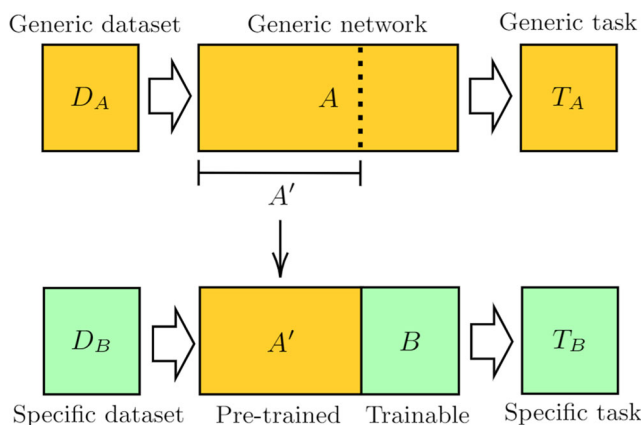 Generic dataset
Generic network
Generic task
D_A
A
T_A
A′
D_B
A′
B
T_B
Specific dataset
Pre-trained
Trainable
Specific task